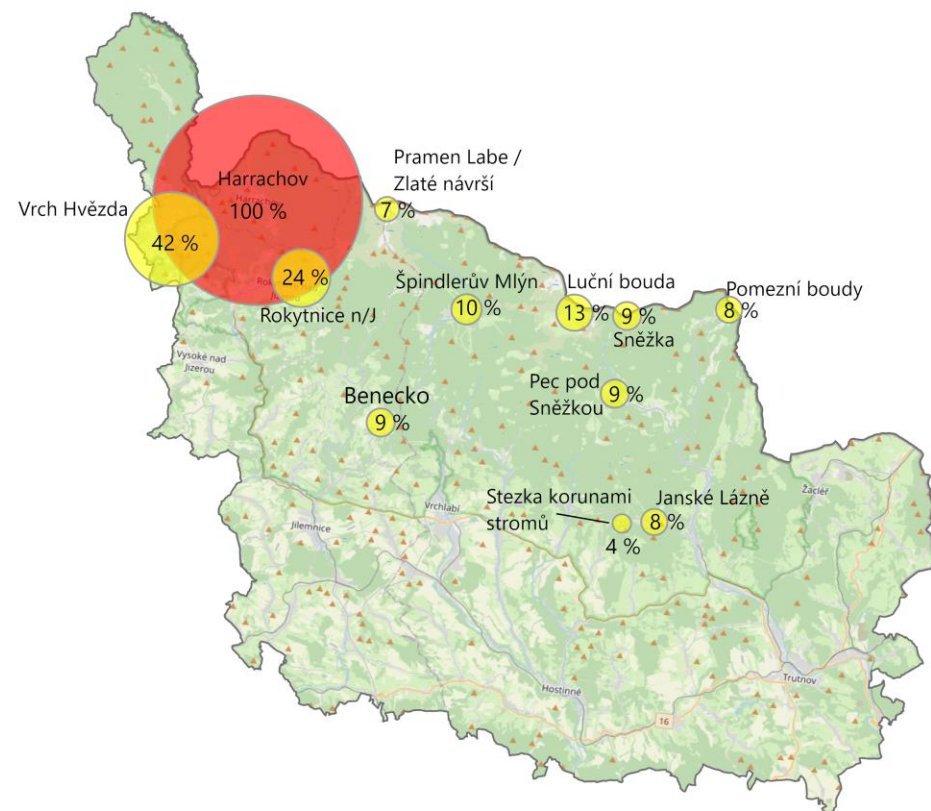 Pramen Labe /
Zlaté návrší
7 %
Harrachov
Harrachov
100 %
Vrch Hvězda
42 %
24 %
Rokytnice n/J
Špindlerův Mlýn
10 %
Luční bouda
13 %
9 %
Sněžka
Pomezní boudy
8 %
Vysoké nad
Jizerou
Pec pod
Sněžkou
9 %
Benecko
9 %
Stezka korunami
stromů
4 %
Janské Lázně
8 %
Žacléř
Vrchlabí
Jilemnice
Hostinné
16
Trutnov